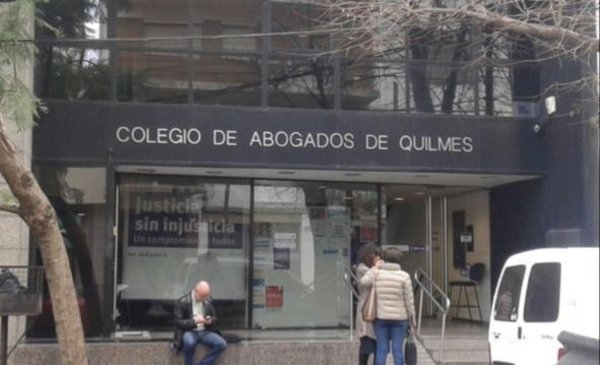 COLEGIO DE ABOGADOS DE QUILMES
Justicia
sin injusticia
Un compromiso de todos.